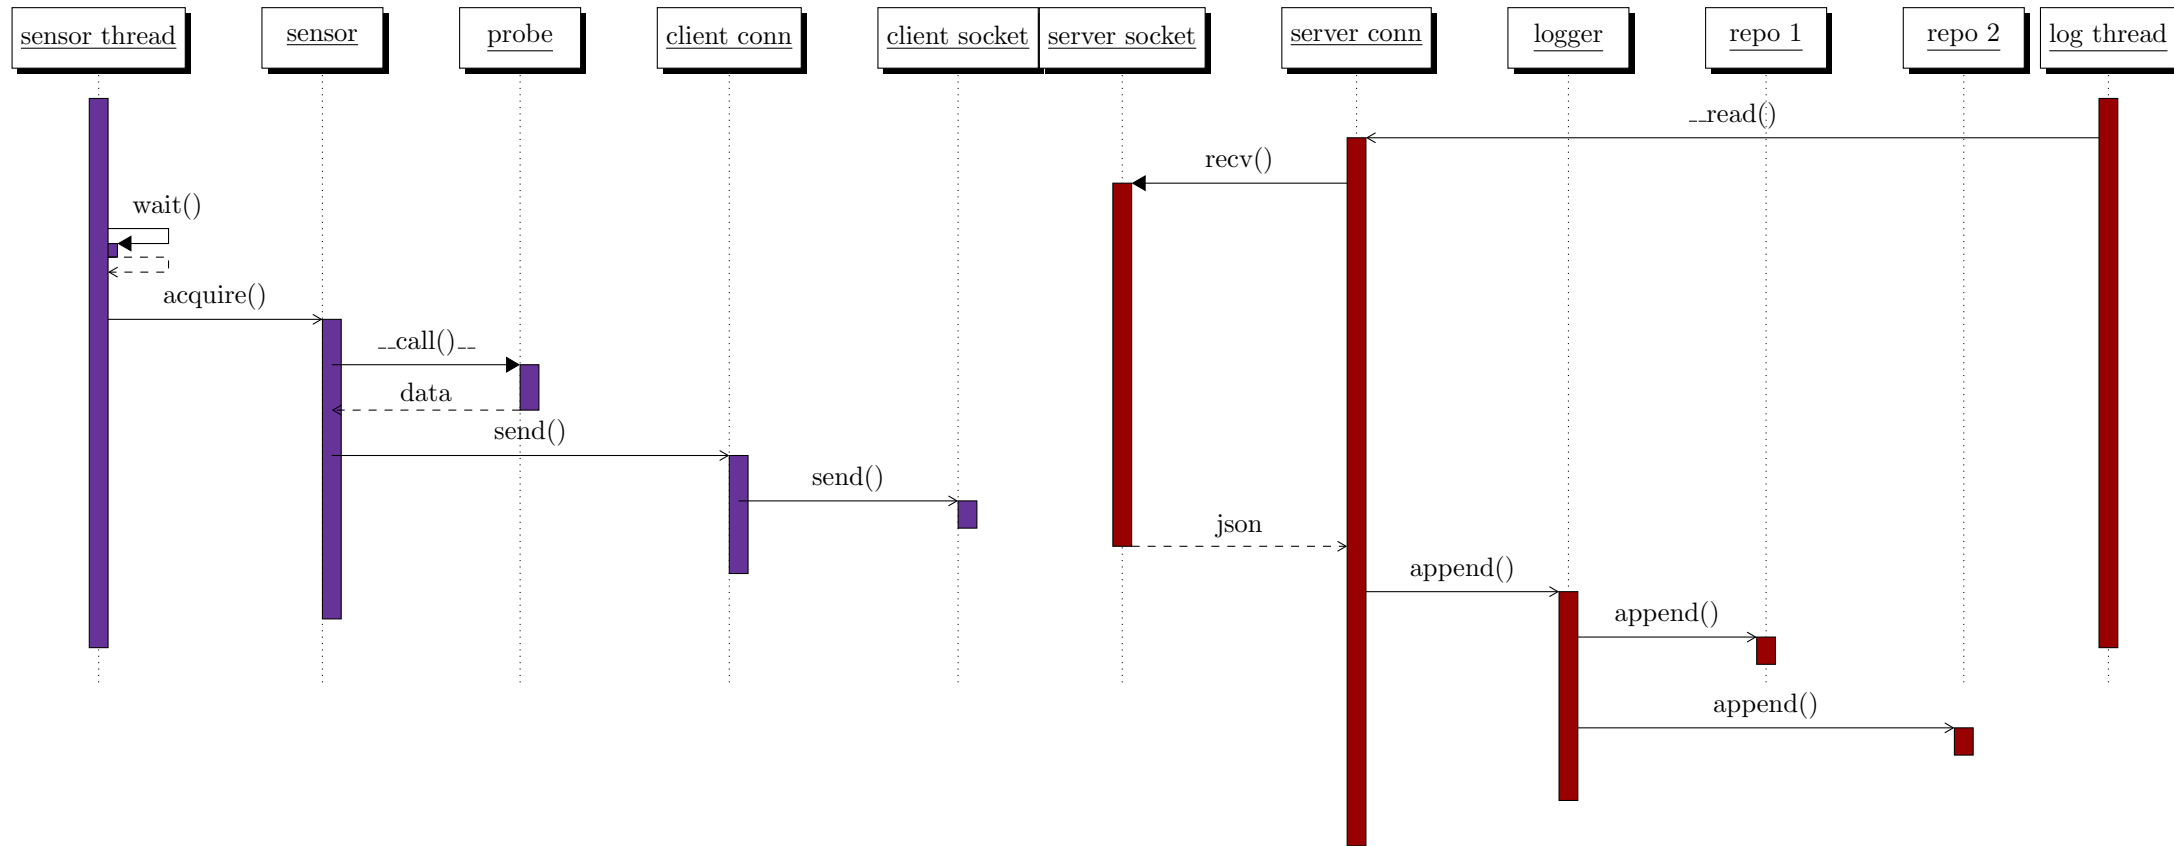 sensor thread
sensor
probe
client conn
client socket
server socket
server conn
logger
repo 1
repo 2
log thread
__read()
recv()
wait()
acquire()
__call()__
data
send()
send()
json
append()
append()
append()